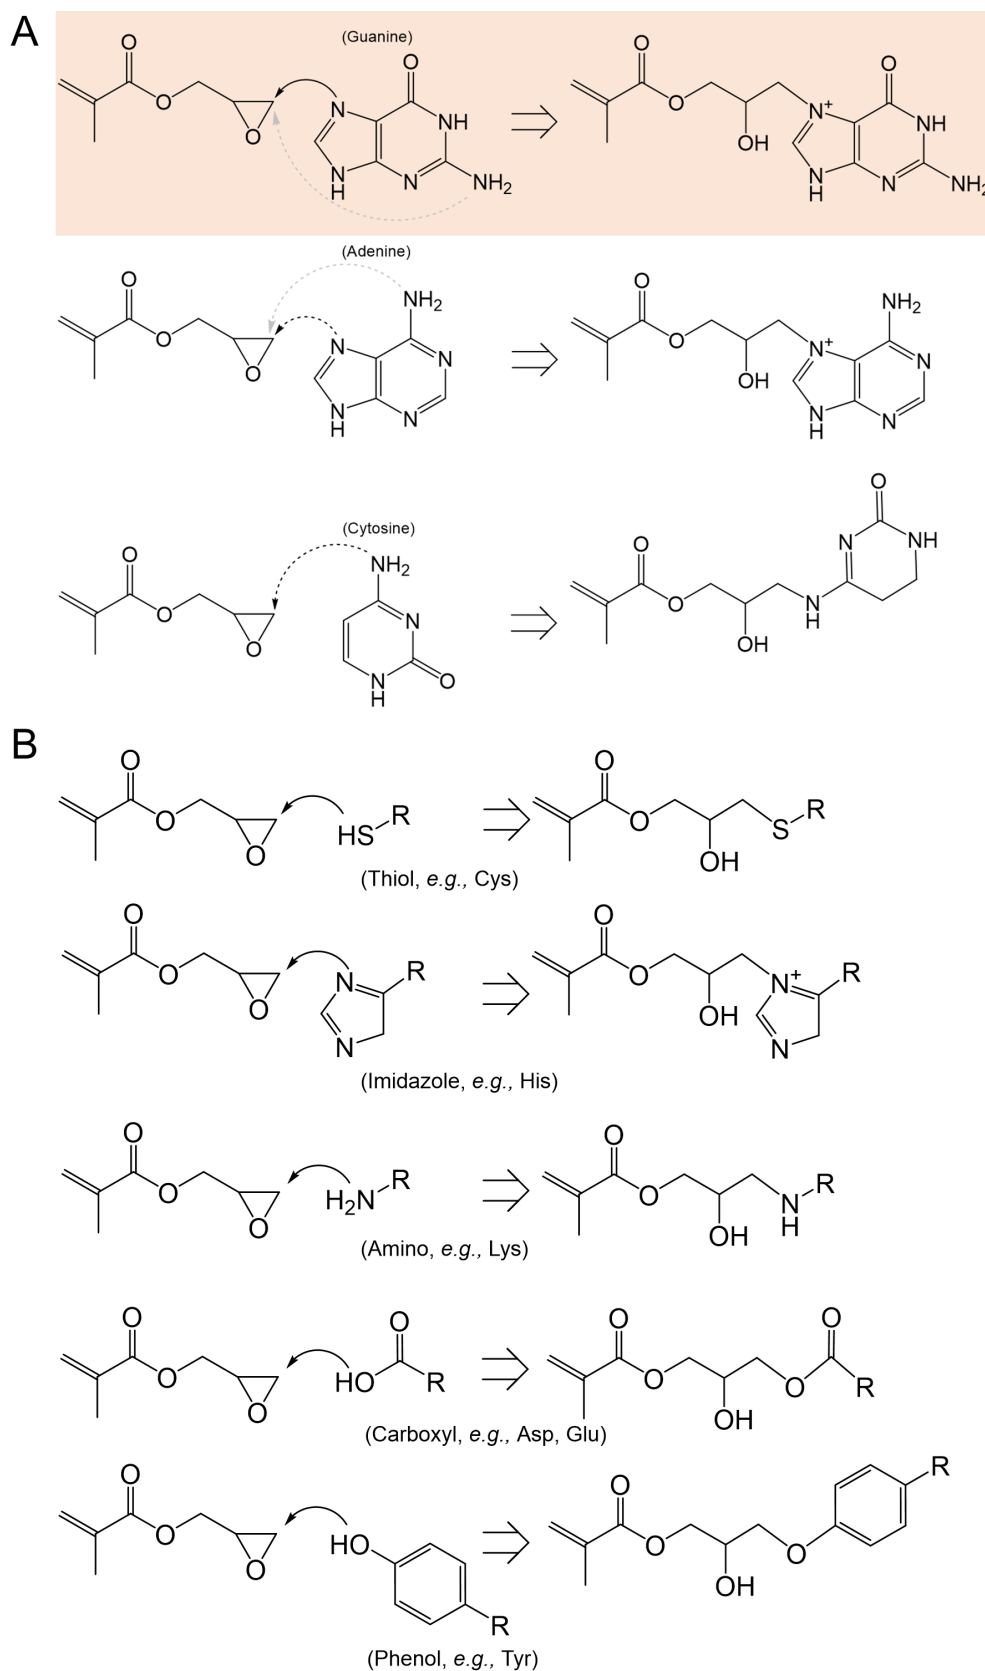 A
(Guanine)
O O O O
O N NH O N+ NH
O OH
N N NH2 N N NH2
H H
(Adenine)
O NH2 O NH2
O N N O N+ N
O OH
N N N N
H H
(Cytosine)
O
O NH2 O N NH
O N O N
O H
N O OH
H
B
O O
O HS R O S R
O OH
(Thiol, e.g., Cys)
O O
O N R O N+ R
O OH
N N
(Imidazole, e.g., His)
O O
O H2N R O N R
O OH H
(Amino, e.g., Lys)
O O O O
O HO R O O R
O OH
(Carboxyl, e.g., Asp, Glu)
O O R
O HO O O
O OH
R
(Phenol, e.g., Tyr)